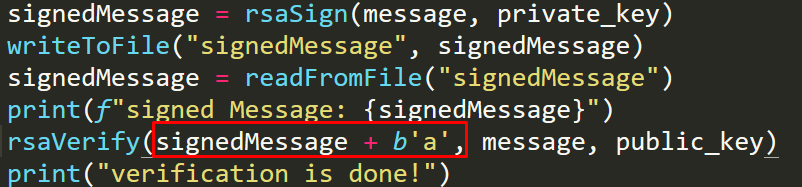 signedMessage = rsaSign(message, private_key)
writeToFile("signedMessage", signedMessage)
signedMessage = readFromFile("signedMessage")
print(f"signed Message: {signedMessage}")
rsaVerify(signedMessage + b'a', message, public_key)
print("verification is done!")